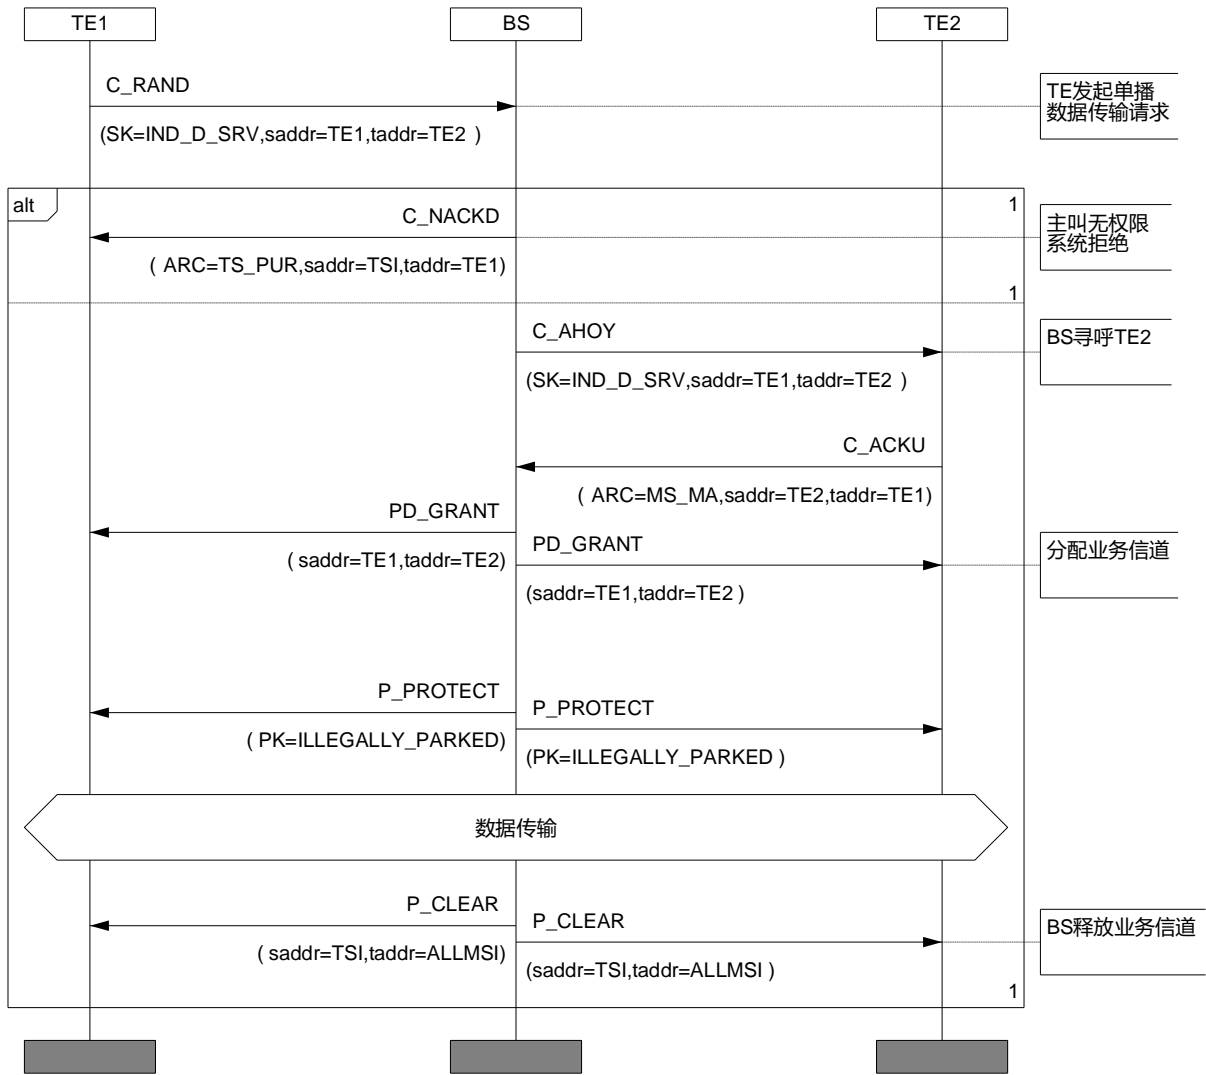 TE1
BS
TE2
C_RAND
(SK=IND_D_SRV,saddr=TE1,taddr=TE2 )
TE发起单播
数据传输请求
alt
1
C_NACKD
( ARC=TS_PUR,saddr=TSI,taddr=TE1)
主叫无权限
系统拒绝
1
C_AHOY
(SK=IND_D_SRV,saddr=TE1,taddr=TE2 )
BS寻呼TE2
C_ACKU
( ARC=MS_MA,saddr=TE2,taddr=TE1)
PD_GRANT
( saddr=TE1,taddr=TE2)
PD_GRANT
(saddr=TE1,taddr=TE2 )
分配业务信道
P_PROTECT
( PK=ILLEGALLY_PARKED)
P_PROTECT
(PK=ILLEGALLY_PARKED )
数据传输
P_CLEAR
( saddr=TSI,taddr=ALLMSI)
P_CLEAR
(saddr=TSI,taddr=ALLMSI )
BS释放业务信道
1